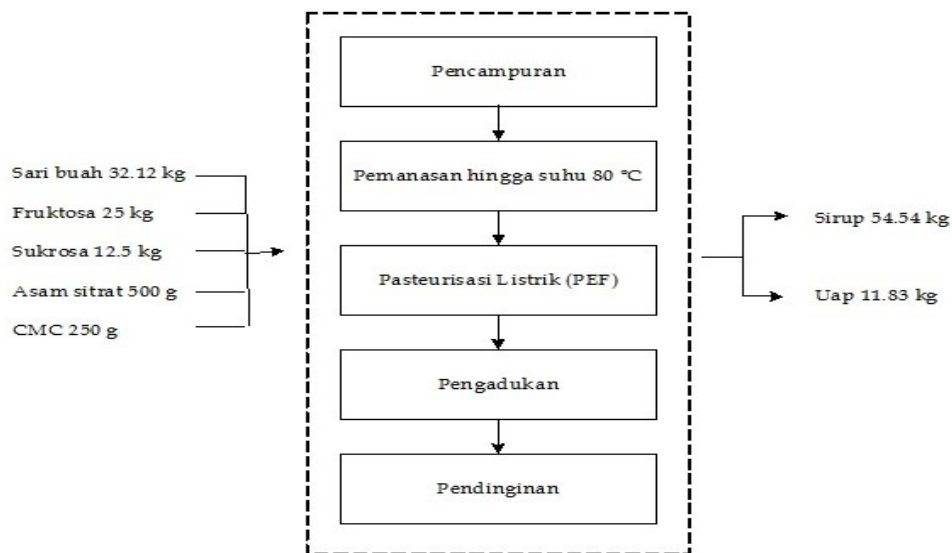 Pencampuran
Sari buah 32.12 kg
Fruktosa 25 kg
Sukrosa 12.5 kg
Asam sitrat 500 g
CMC 250 g
Pemanasan hingga suhu 80 °C
Pasteurisasi Listrik (PEF)
Pengadukan
Pendinginan
Sirup 54.54 kg
Uap 11.83 kg